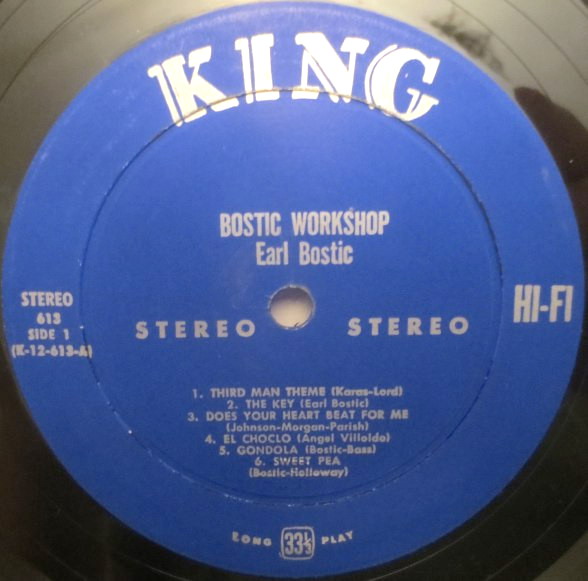 KING
BOSTIC WORKSHOP
Earl Bostic
STEREO
613
SIDE 1
(K-12-613-A)
STEREO STEREO
HI-FI
1. THIRD MAN THEME (Karas-Lord)
2. THE KEY (Earl Bostic)
3. DOES YOUR HEART BEAT FOR ME
(Johnson-Morgan-Parish)
4. EL CHOCLO (Angel Villoldo)
5. GONDOLA (Bostic-Bass)
6. SWEET PEA
(Bostic-Holloway)
LONG 33⅓ PLAY